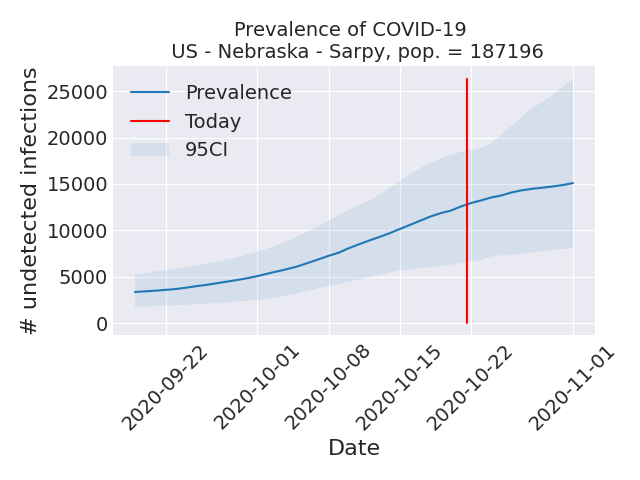 Prevalence of COVID-19
US - Nebraska - Sarpy, pop. = 187196
# undetected infections
25000
20000
15000
10000
5000
0
Prevalence
Today
95CI
2020-09-22
2020-10-01
2020-10-08
2020-10-15
2020-10-22
2020-11-01
Date